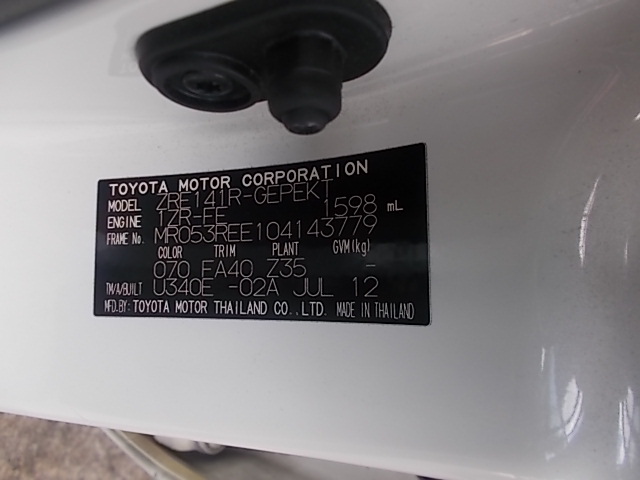 TOYOTA MOTOR CORPORATION
MODEL ZRE141R-GEPEKT
ENGINE 1ZR-FE 1598 mL
FRAME No. MR053REE104143779
COLOR TRIM PLANT GVM(kg)
070 FA40 Z35 -
TM/A/BUILT U340E -02A JUL 12
MFD.BY: TOYOTA MOTOR THAILAND CO.,LTD. MADE IN THAILAND